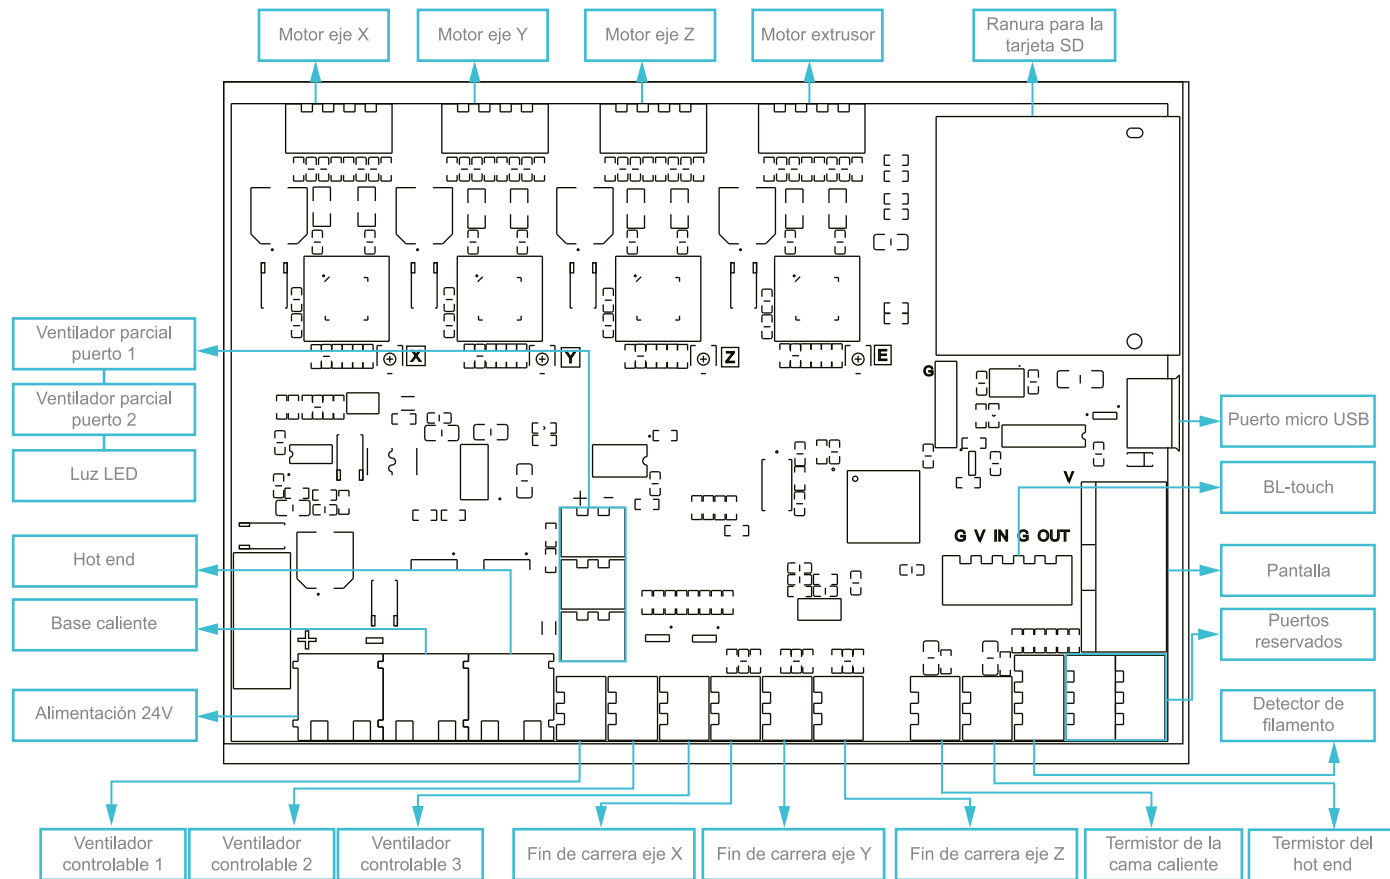 Motor eje X
Motor eje Y
Motor eje Z
Motor extrusor
Ranura para la
tarjeta SD
X
Y
Z
E
G
Ventilador parcial
puerto 1
Ventilador parcial
puerto 2
Luz LED
Puerto micro USB
BL-touch
V
+ −
G V IN G OUT
Hot end
Pantalla
Base caliente
Puertos
reservados
+ −
Alimentación 24V
Detector de
filamento
Ventilador
controlable 1
Ventilador
controlable 2
Ventilador
controlable 3
Fin de carrera eje X
Fin de carrera eje Y
Fin de carrera eje Z
Termistor de la
cama caliente
Termistor del
hot end